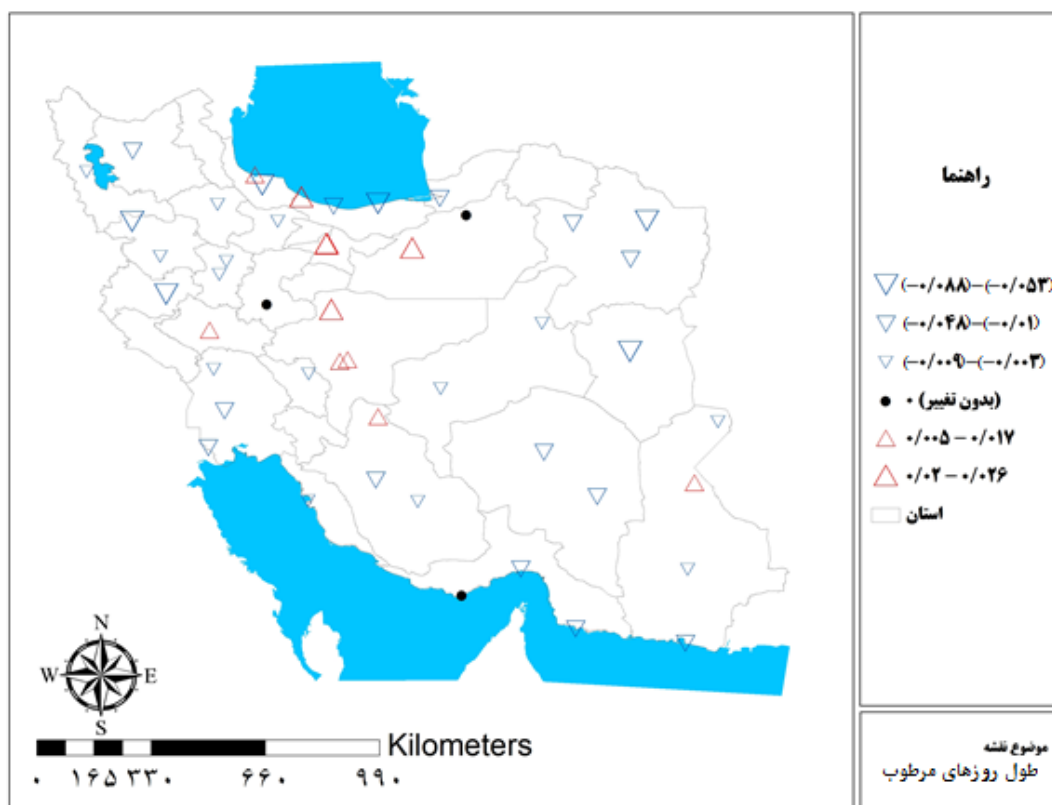 راهنما
(-۰/۰۸۸)-(-۰/۰۵۳)
(-۰/۰۴۸)-(-۰/۰۱)
(-۰/۰۰۹)-(-۰/۰۰۳)
۰ (بدون تغییر)
۰/۰۰۵ - ۰/۰۱۷
۰/۰۲ - ۰/۰۲۶
استان
N
W E
S
Kilometers
۰ ۱۶۵ ۳۳۰ ۶۶۰ ۹۹۰
موضوع نقشه
طول روزهای مرطوب